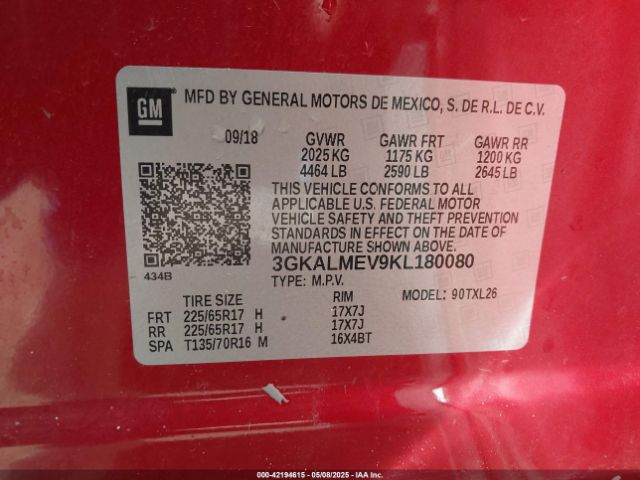 GM
MFD BY GENERAL MOTORS DE MEXICO, S. DE R.L. DE C.V.
09/18 GVWR GAWR FRT GAWR RR
2025 KG 1175 KG 1200 KG
4464 LB 2590 LB 2645 LB
THIS VEHICLE CONFORMS TO ALL
APPLICABLE U.S. FEDERAL MOTOR
VEHICLE SAFETY AND THEFT PREVENTION
STANDARDS IN EFFECT ON THE DATE OF
MANUFACTURE SHOWN ABOVE.
434B 3GKALMEV9KL180080
TYPE: M.P.V. MODEL: 90TXL26
TIRE SIZE RIM
FRT 225/65R17 H 17X7J
RR 225/65R17 H 17X7J
SPA T135/70R16 M 16X4BT
000-42194615 - 05/08/2025 - IAAI.COM